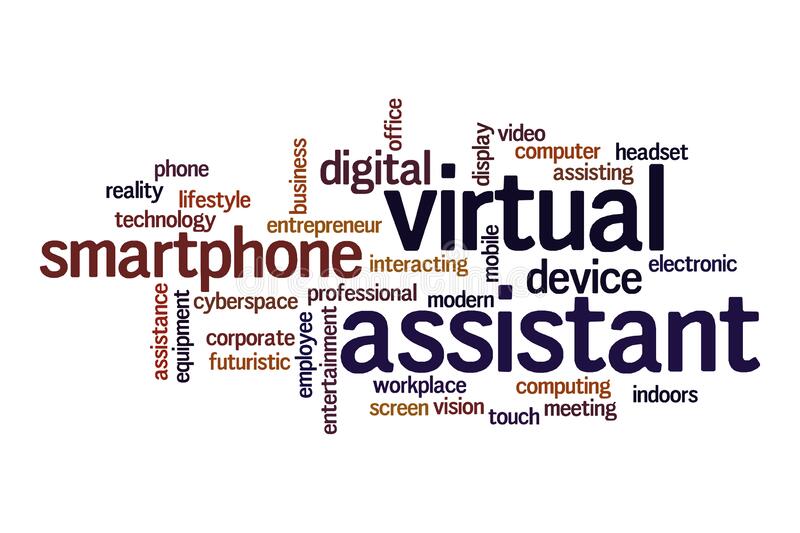 office
display
video
computer
headset
assisting
business
digital
virtual
phone
reality
lifestyle
technology
entrepreneur
smartphone
interacting
mobile
device
electronic
assistance
equipment
cyberspace
professional
modern
assistant
corporate
futuristic
employee
entertainment
workplace
computing
indoors
screen
vision
touch
meeting